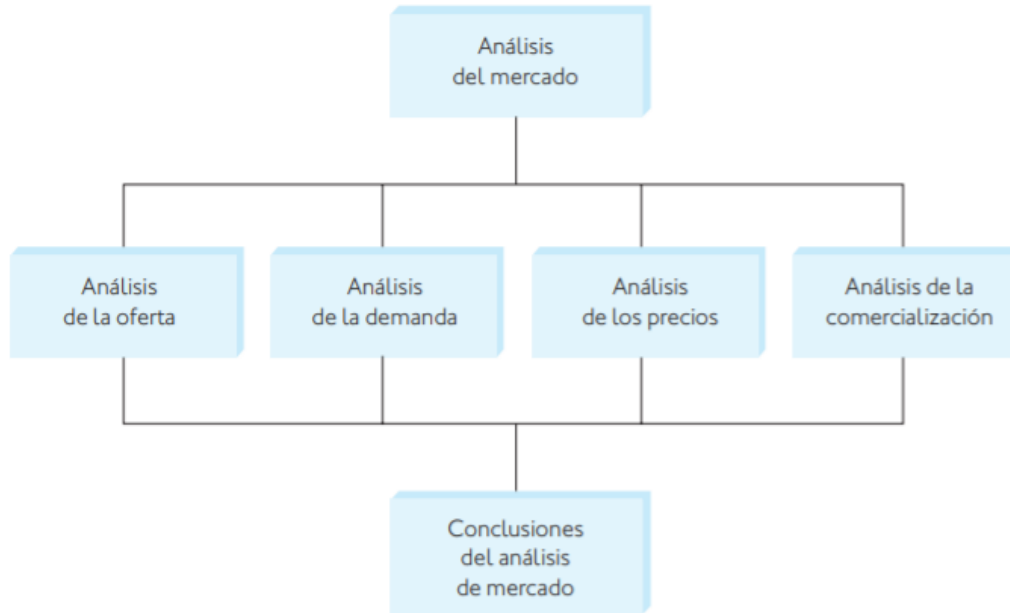 Análisis
del mercado
Análisis
de la oferta
Análisis
de la demanda
Análisis
de los precios
Análisis de la
comercialización
Conclusiones
del análisis
de mercado